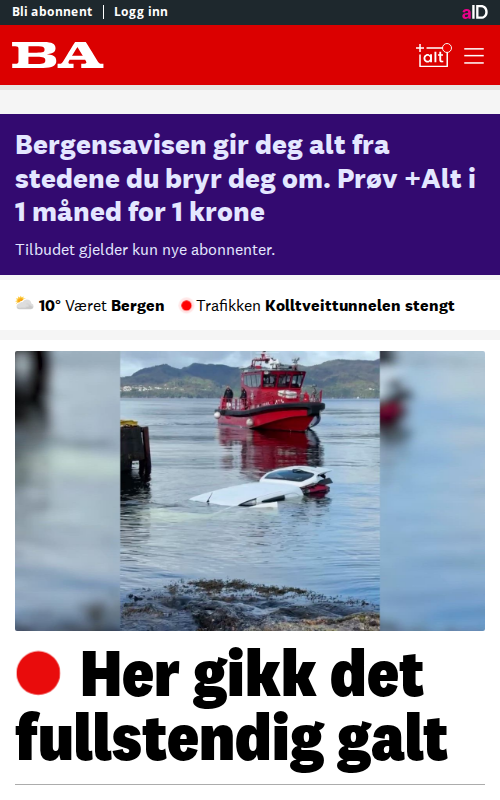 Bli abonnent | Logg inn
aID
BA
+alt
Bergensavisen gir deg alt fra
stedene du bryr deg om. Prøv +Alt i
1 måned for 1 krone
Tilbudet gjelder kun nye abonnenter.
10° Været Bergen
Trafikken Kolltveittunnelen stengt
Her gikk det
fullstendig galt